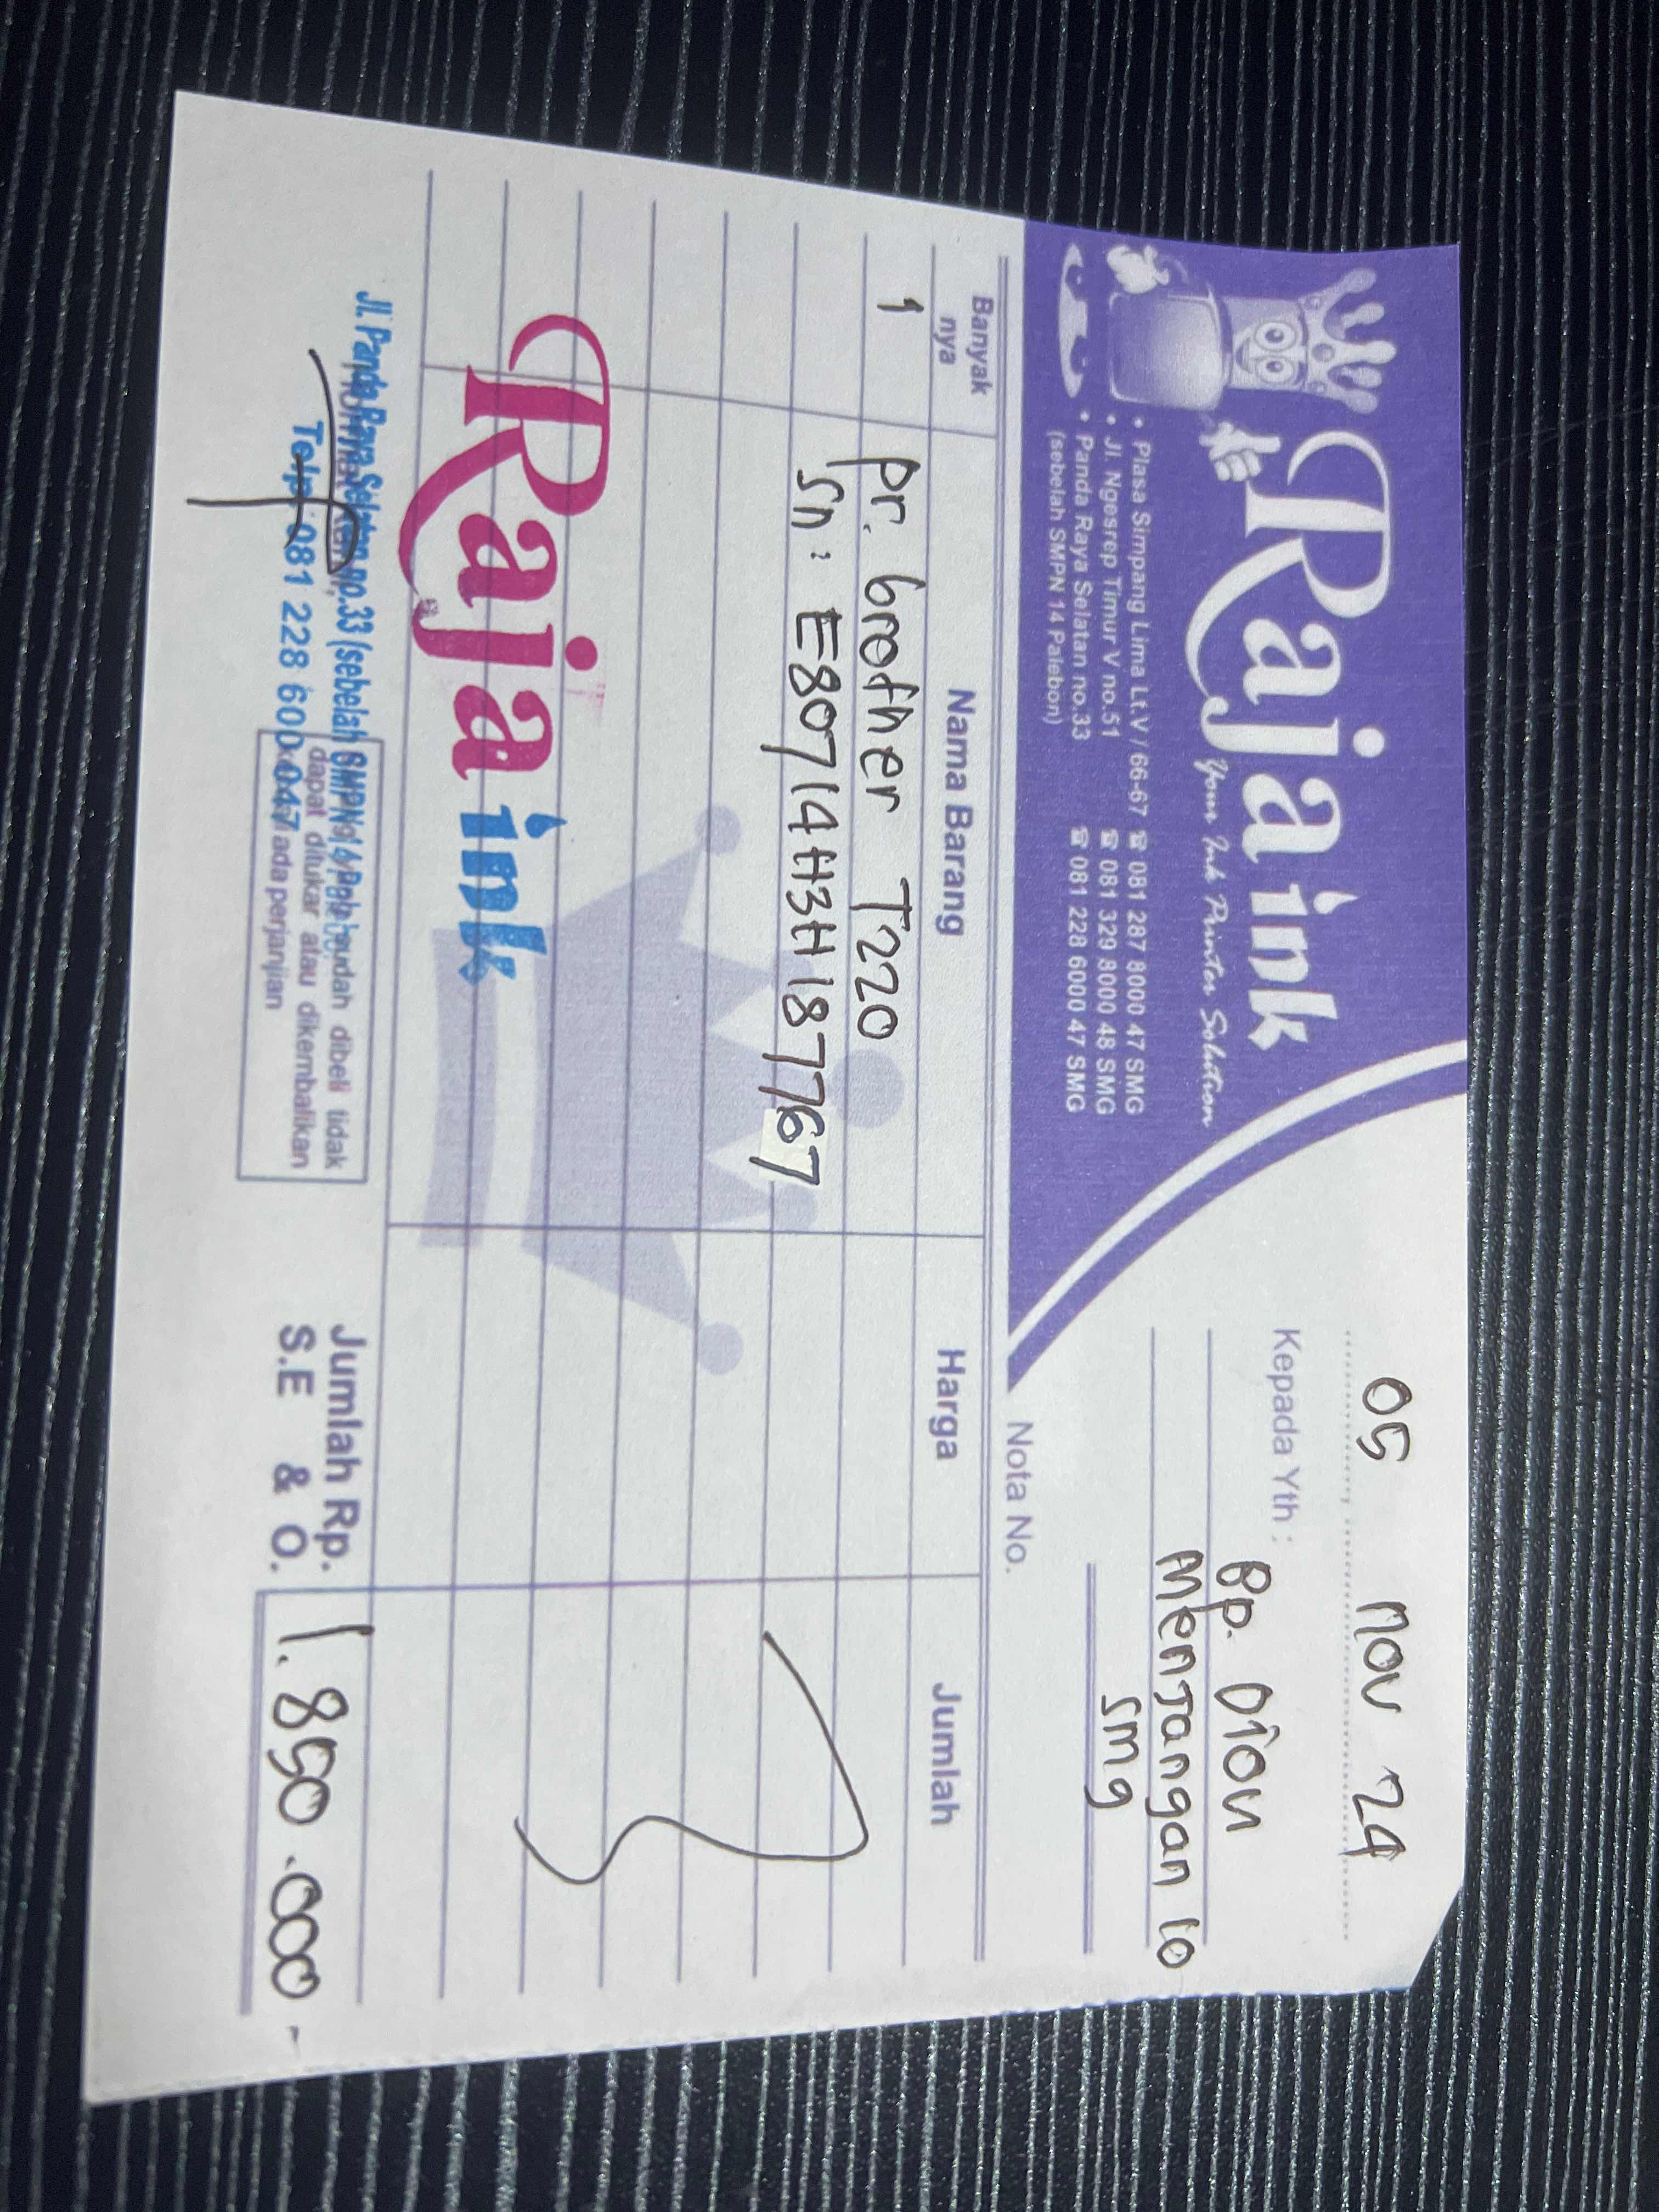 Raja ink
Your Ink Printer Solution
• Plasa Simpang Lima Lt.V / 66-67 ☎ 081 287 8000 47 SMG
• Jl. Ngesrep Timur V no.51 ☎ 081 329 8000 48 SMG
• Panda Raya Selatan no.33 ☎ 081 228 6000 47 SMG
(sebelah SMPN 14 Palebon)
05 Nov 24
Kepada Yth :
Bp. Dion
Menjangan 10
smg
Nota No.
Banyak nya Nama Barang Harga Jumlah
1 pr. brother T220
Sn : E80714H3H187767
Raja ink
Jl. Panda Raya Selatan no.33 (sebelah SMPN 14 Palebon)
Telp. 081 228 600 047
sudah dibeli tidak
dapat ditukar atau dikembalikan
ada perjanjian
Jumlah Rp.
S.E & O.
1.850.000-